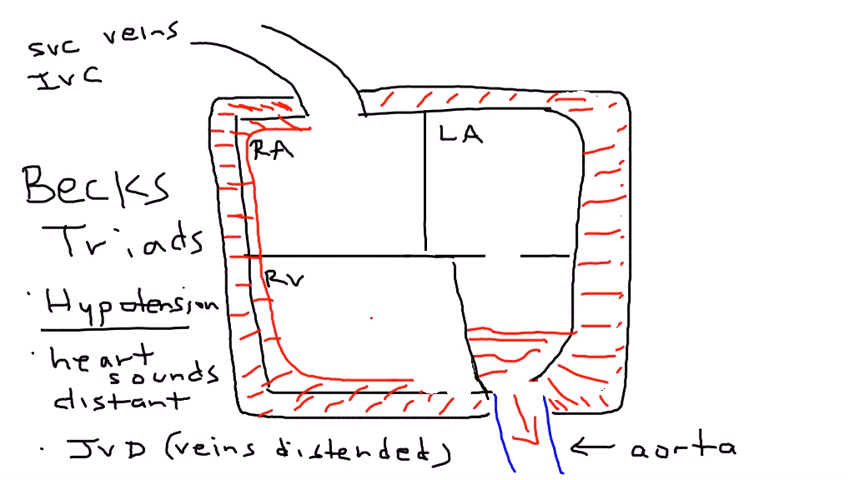 svc veins
IVC
RA
LA
Becks
Triads
RV
· Hypotension
· heart
sounds
distant
· JVD (veins distended)
← aorta